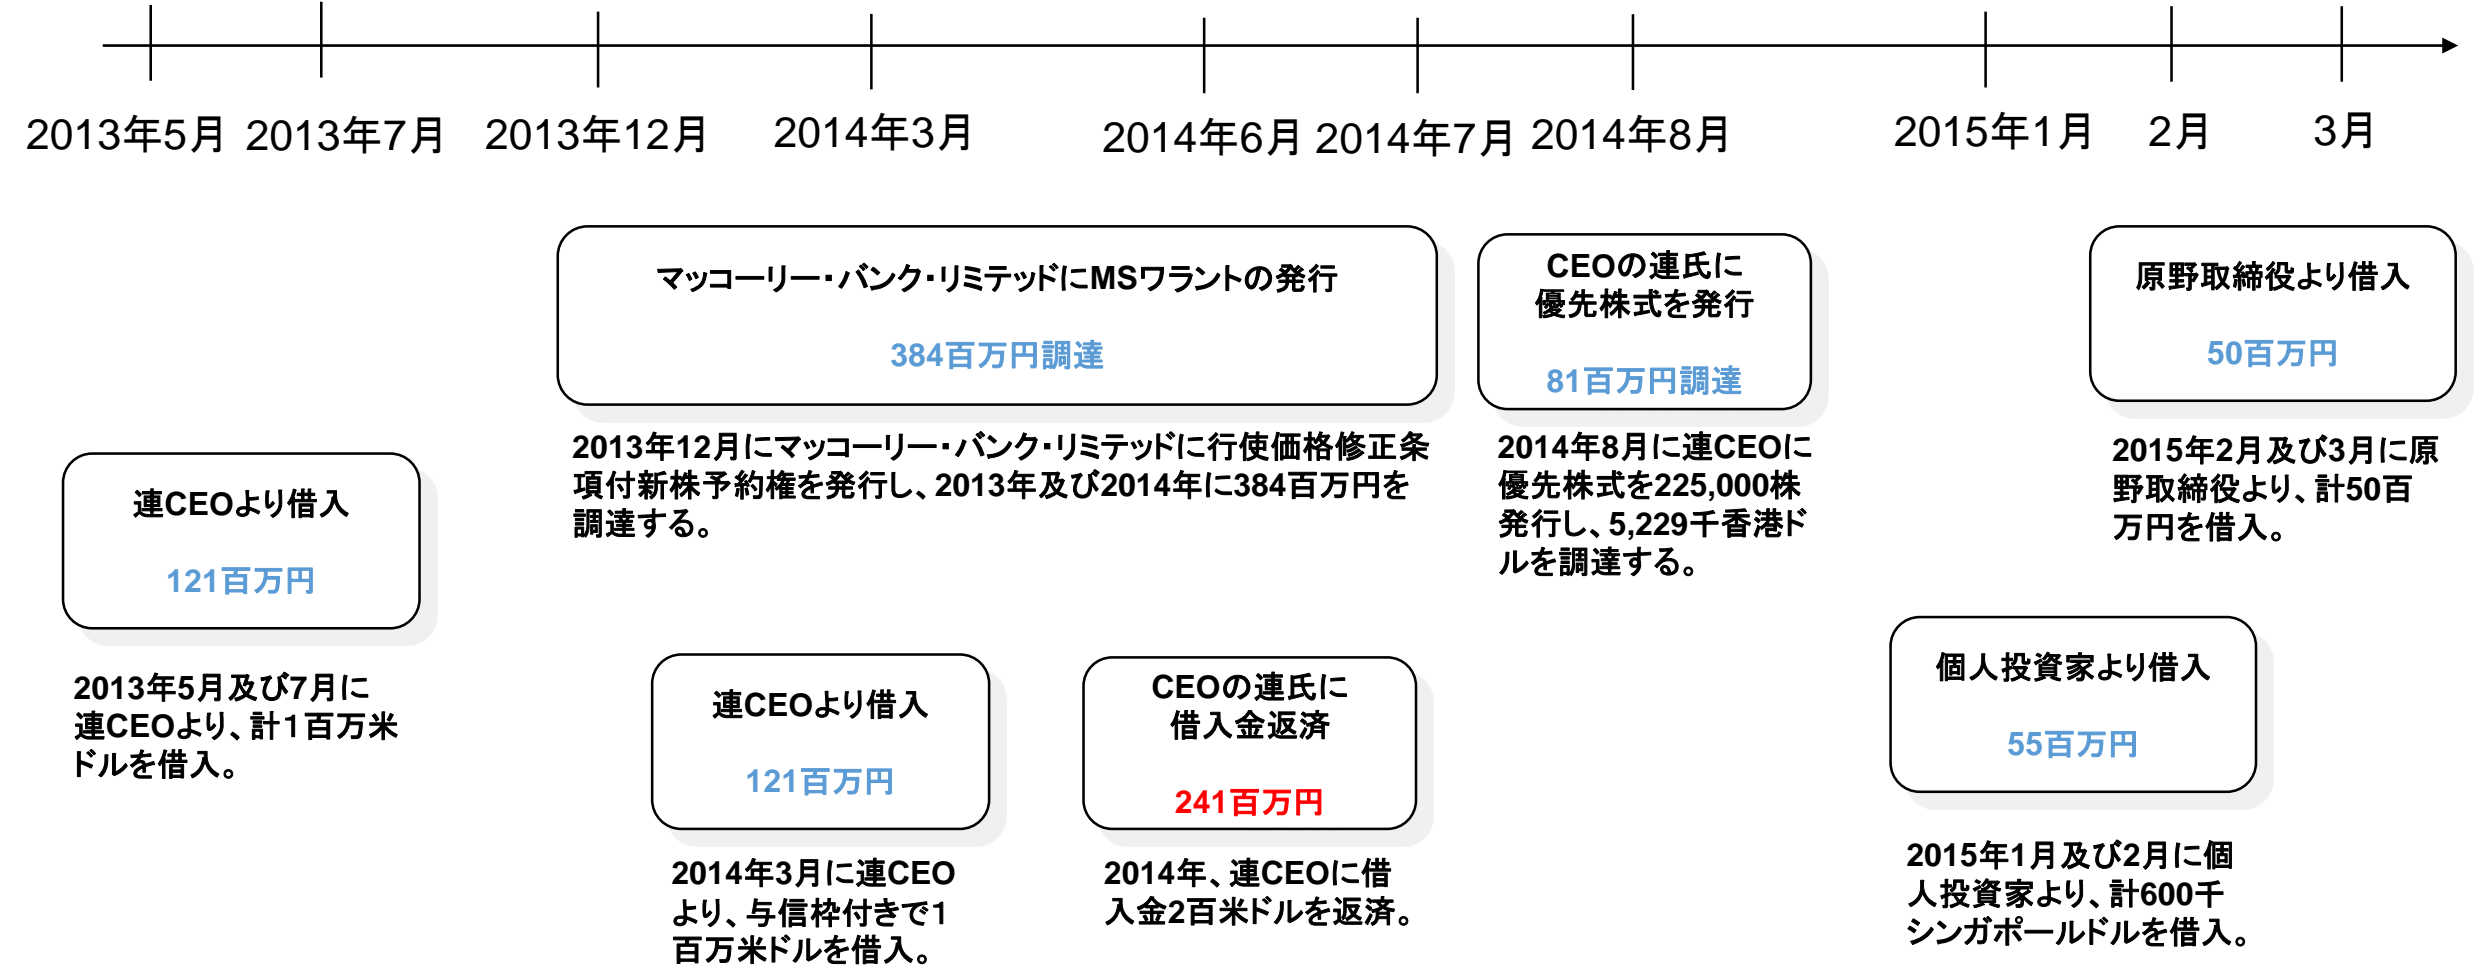 2013年5月 2013年7月 2013年12月 2014年3月 2014年6月 2014年7月 2014年8月 2015年1月 2月 3月
マッコーリー・バンク・リミテッドにMSワラントの発行
384百万円調達
2013年12月にマッコーリー・バンク・リミテッドに行使価格修正条
項付新株予約権を発行し、2013年及び2014年に384百万円を
調達する。
CEOの連氏に
優先株式を発行
81百万円調達
2014年8月に連CEOに
優先株式を225,000株
発行し、5,229千香港ド
ルを調達する。
原野取締役より借入
50百万円
2015年2月及び3月に原
野取締役より、計50百
万円を借入。
連CEOより借入
121百万円
2013年5月及び7月に
連CEOより、計1百万米
ドルを借入。
連CEOより借入
121百万円
2014年3月に連CEO
より、与信枠付きで1
百万米ドルを借入。
CEOの連氏に
借入金返済
241百万円
2014年、連CEOに借
入金2百米ドルを返済。
個人投資家より借入
55百万円
2015年1月及び2月に個
人投資家より、計600千
シンガポールドルを借入。